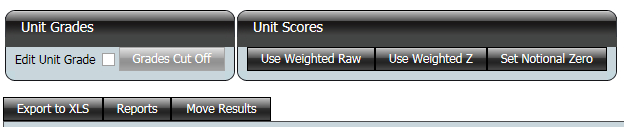 Unit Grades
Unit Scores
Edit Unit Grade
Grades Cut Off
Use Weighted Raw
Use Weighted Z
Set Notional Zero
Export to XLS
Reports
Move Results